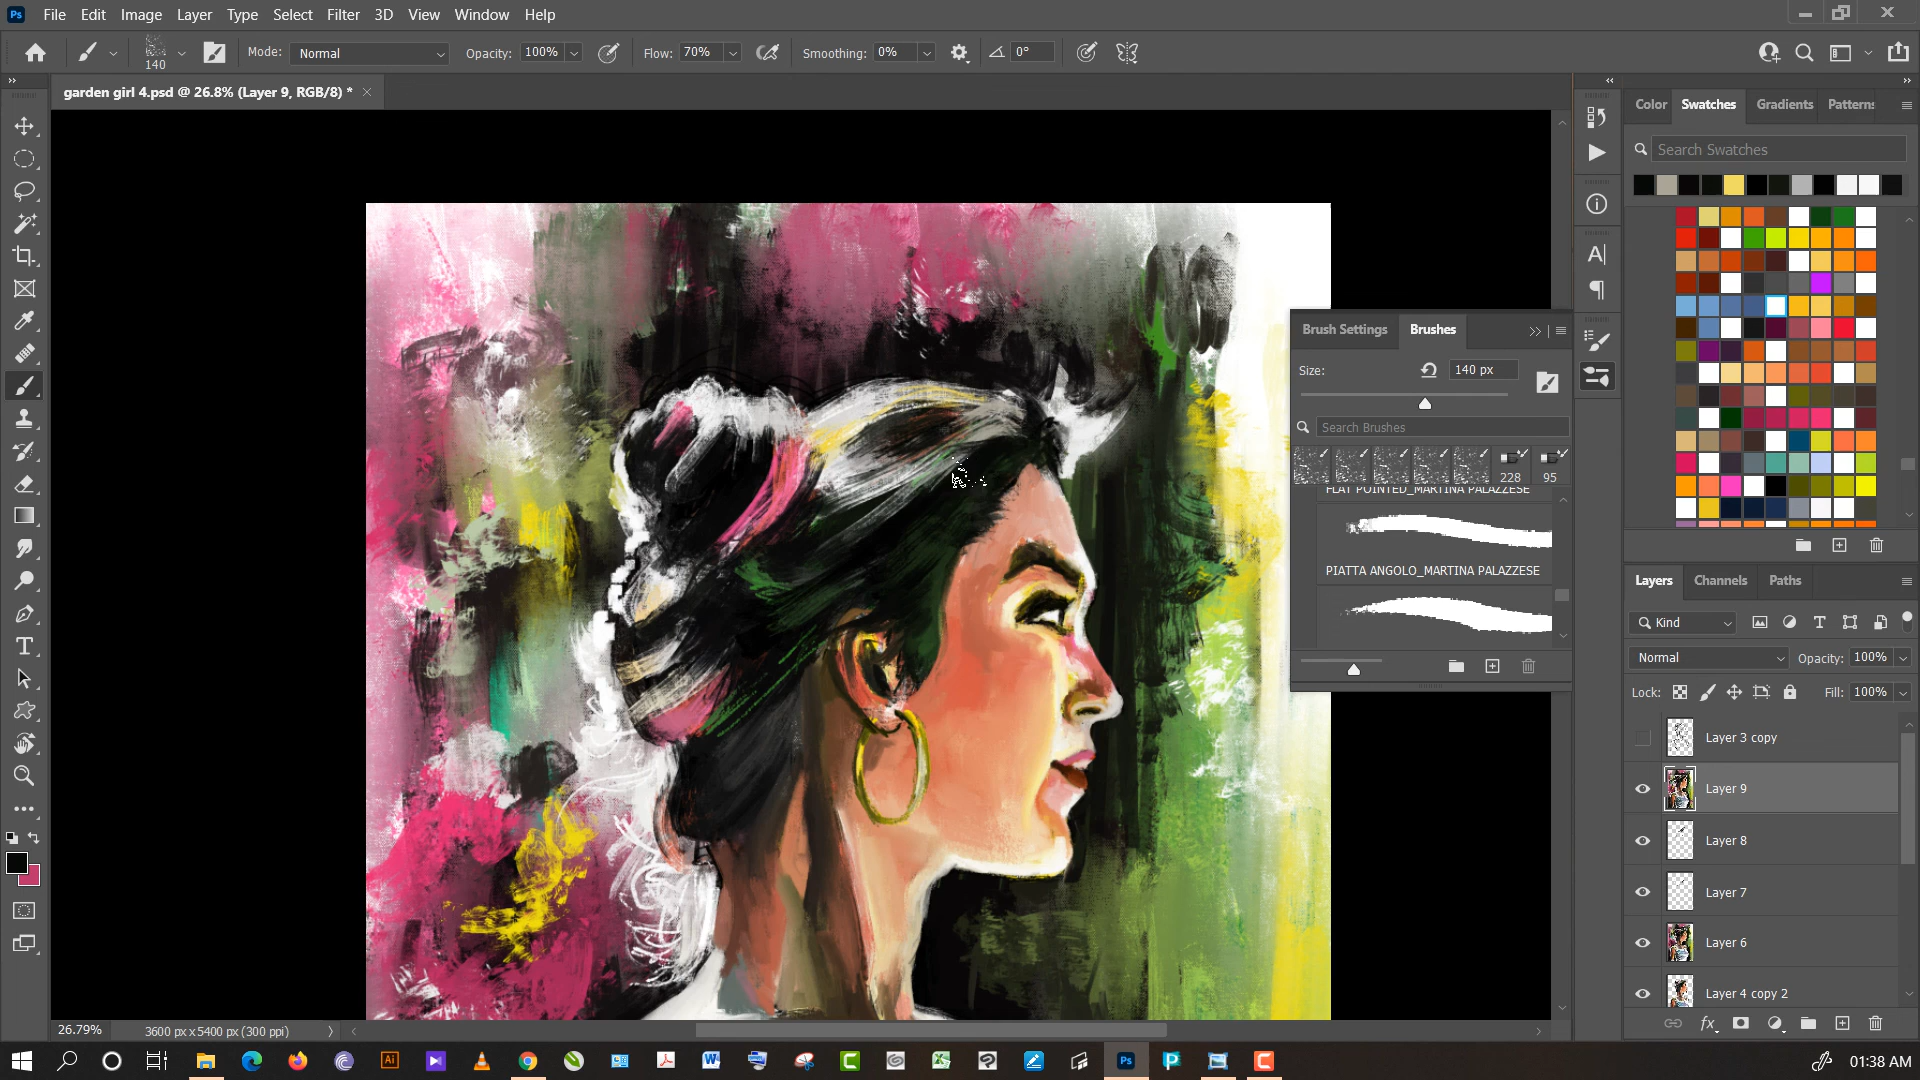 Ps File Edit Image Layer Type Select Filter 3D View Window Help
140 Mode: Normal Opacity: 100% Flow: 70% Smoothing: 0% 0°
garden girl 4.psd @ 26.8% (Layer 9, RGB/8) *
Color Swatches Gradients Patterns
Search Swatches
Brush Settings Brushes
Size: 140 px
Search Brushes
228 95
FLAT POINTED_MARTINA PALAZZESE
PIATTA ANGOLO_MARTINA PALAZZESE
Layers Channels Paths
Kind
Normal Opacity: 100%
Lock: Fill: 100%
Layer 3 copy
Layer 9
Layer 8
Layer 7
Layer 6
Layer 4 copy 2
fx
26.79% 3600 px x 5400 px (300 ppi)
Ai Ps
01:38 AM